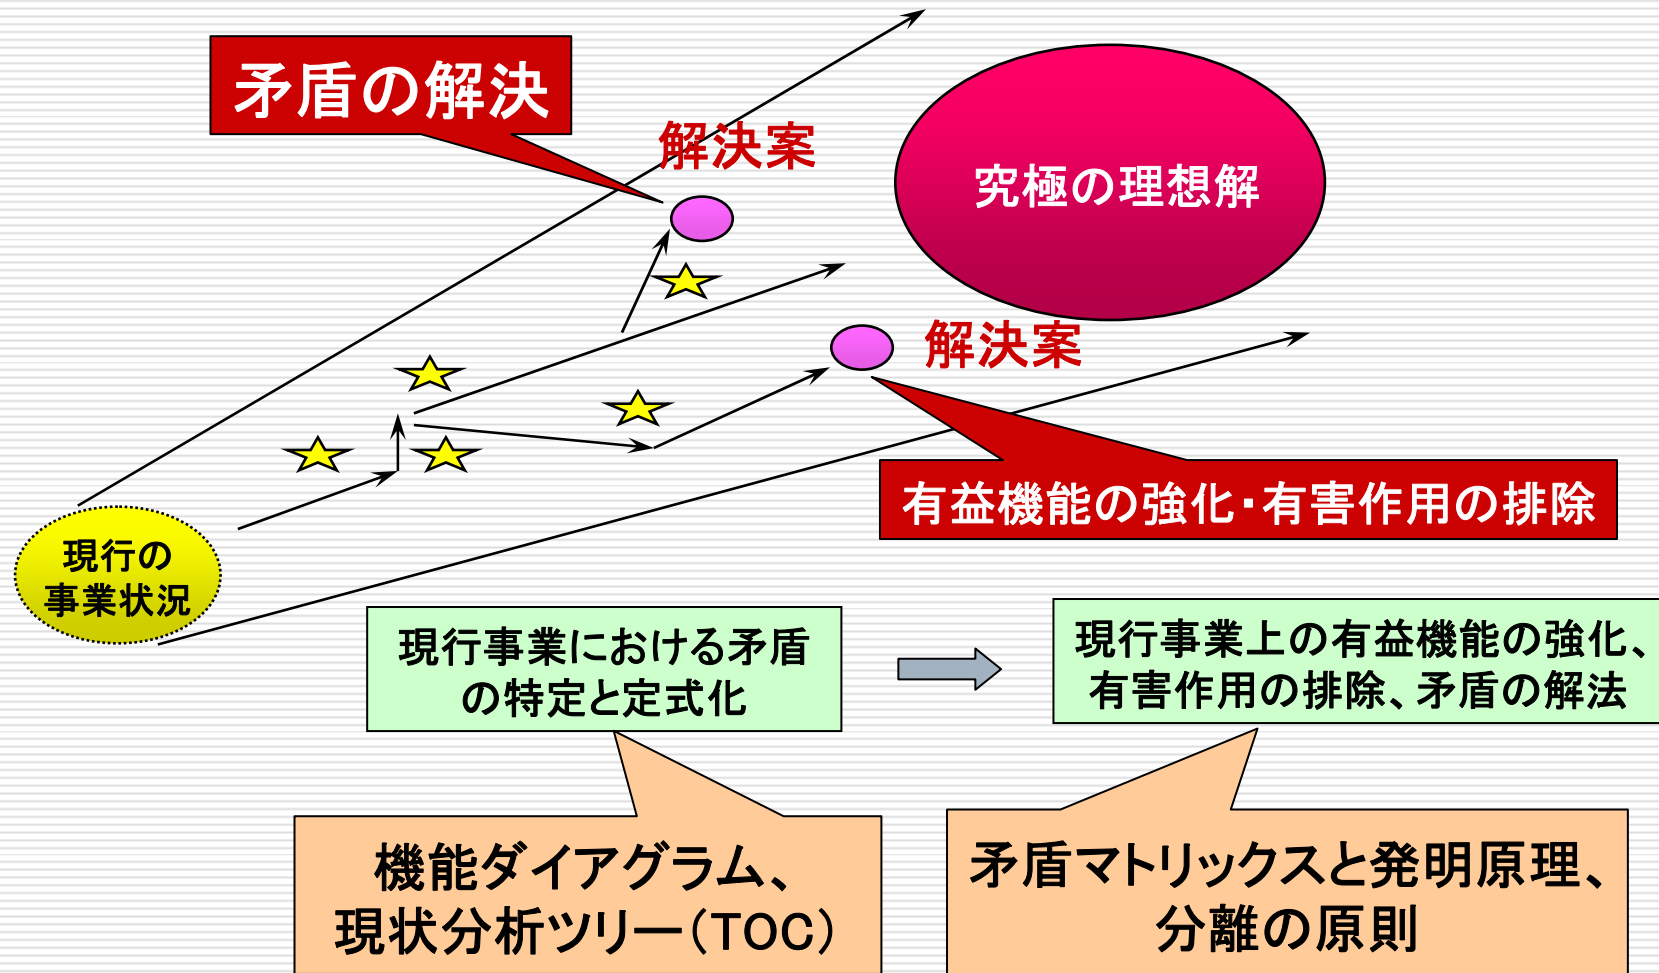 矛盾の解決
解決案
究極の理想解
解決案
有益機能の強化・有害作用の排除
現行の
事業状況
現行事業における矛盾
の特定と定式化
現行事業上の有益機能の強化、
有害作用の排除、矛盾の解法
機能ダイアグラム、
現状分析ツリー(TOC)
矛盾マトリックスと発明原理、
分離の原則